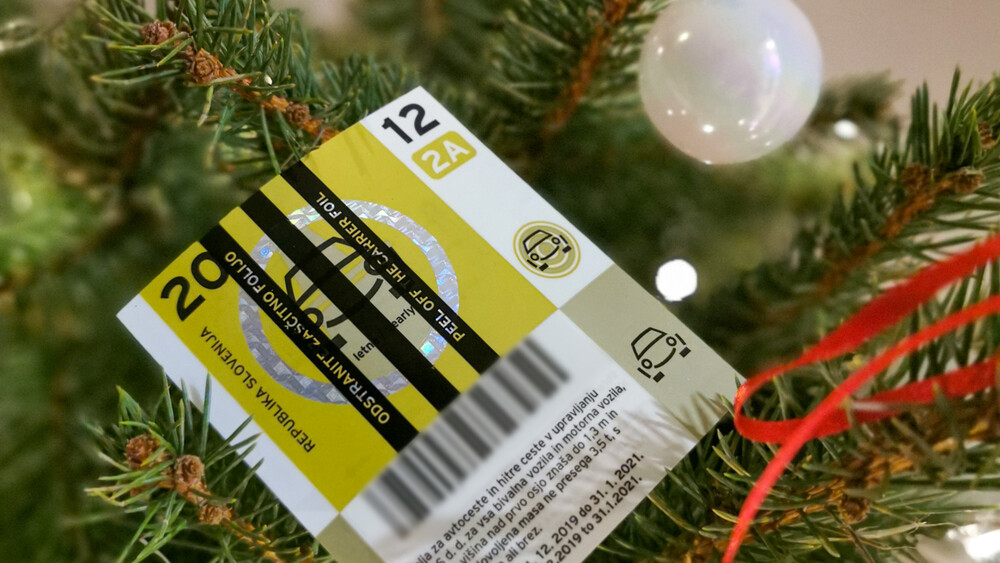 12
2A
20
PEEL OFF THE CARRIER FOIL
ODSTRANITE ZAŠČITNO FOLIJO
letn
early
REPUBLIKA SLOVENIJA
za avtoceste in hitre ceste v upravljanju
d. d. za vsa bivalna vozila in motorna vozila,
višina nad prvo osjo znaša do 1,3 m in
dovoljena masa ne presega 3,5 t, s
ali brez.
12. 2019 do 31. 1. 2021.
2019 to 31.1.2021.